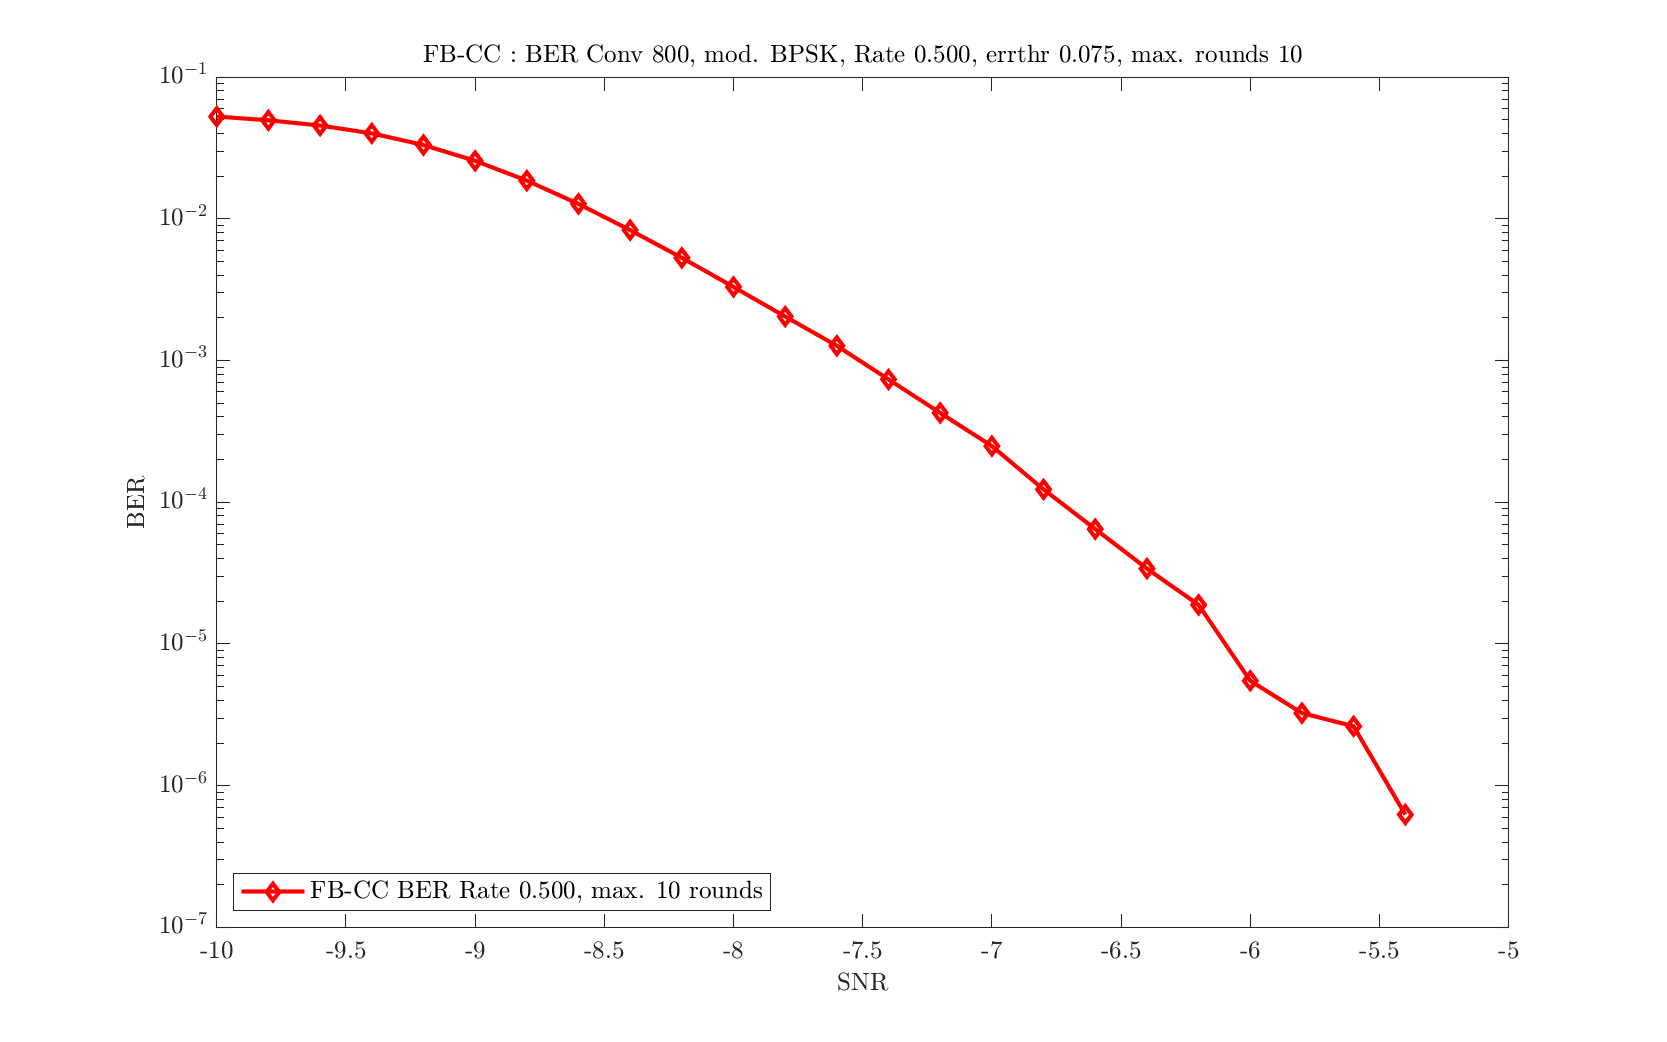 FB-CC : BER Conv 800, mod. BPSK, Rate 0.500, errthr 0.075, max. rounds 10
10⁻¹
10⁻²
10⁻³
10⁻⁴
10⁻⁵
10⁻⁶
10⁻⁷
BER
FB-CC BER Rate 0.500, max. 10 rounds
-10 -9.5 -9 -8.5 -8 -7.5 -7 -6.5 -6 -5.5 -5
SNR